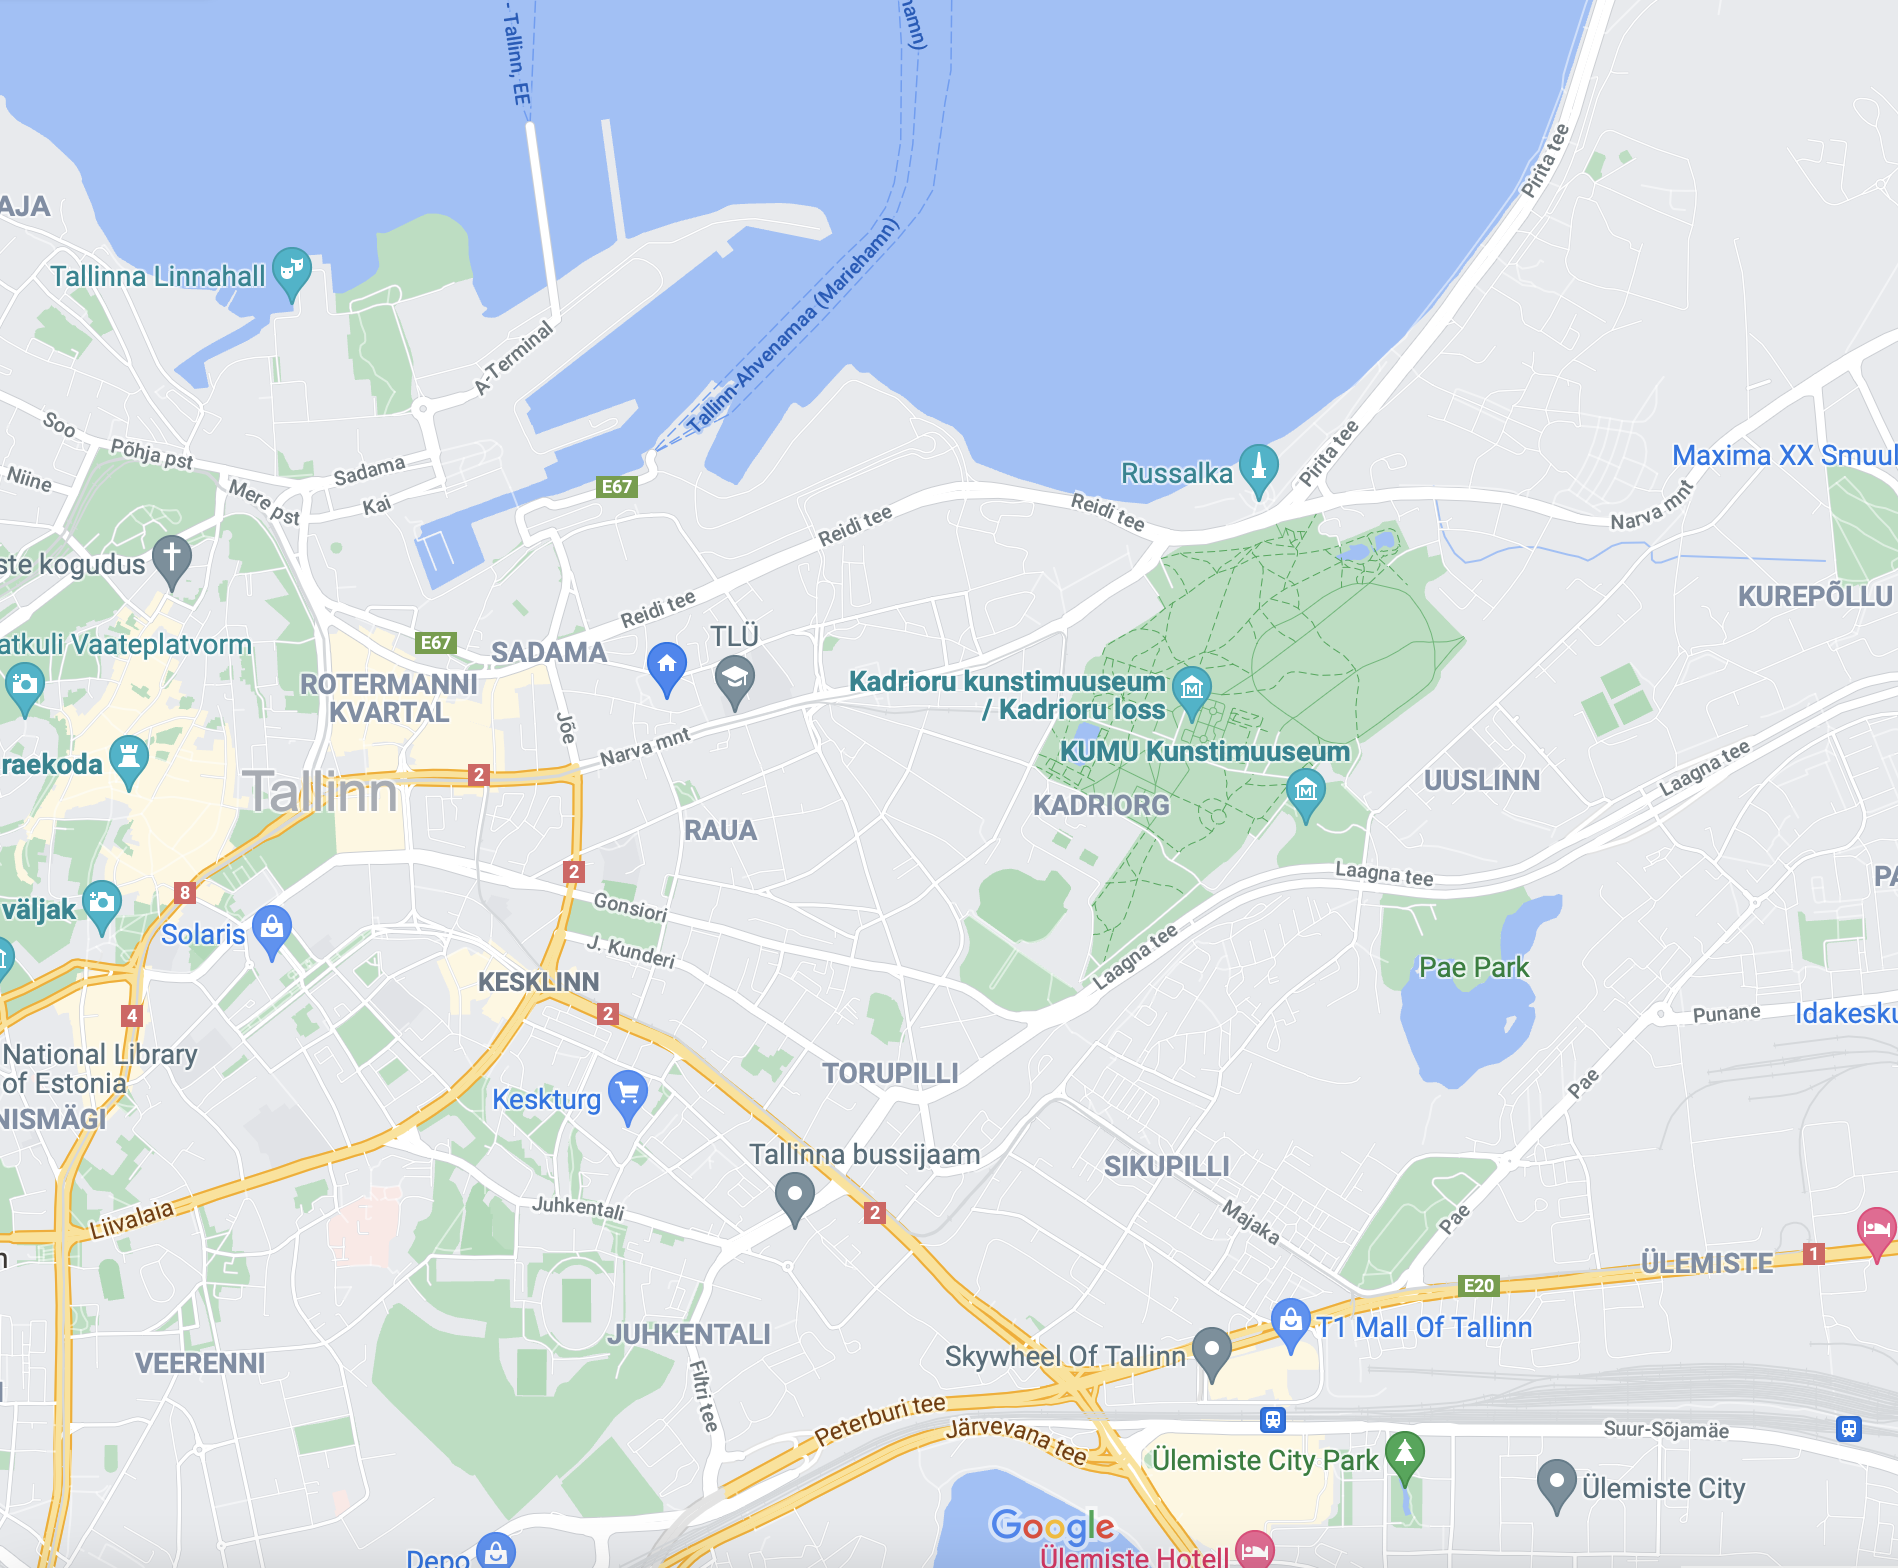 - Tallinn, EE
hamn)
Pirita tee
AJA
Tallinna Linnahall
Tallinn-Ahvenamaa (Mariehamn)
A-Terminal
Soo
Põhja pst
Sadama
Niine
Mere pst
Kai
E67
Reidi tee
Reidi tee
Russalka
Pirita tee
Maxima XX Smuul
Narva mnt
ste kogudus
KUREPÕLLU
atkuli Vaateplatvorm
E67
SADAMA
Reidi tee
TLÜ
ROTERMANNI
KVARTAL
Kadrioru kunstimuuseum
/ Kadrioru loss
Jõe
Narva mnt
KUMU Kunstimuuseum
raekoda
Tallinn
2
KADRIORG
UUSLINN
Laagna tee
RAUA
2
8
Laagna tee
PA
väljak
Solaris
Gonsiori
J. Kunderi
Laagna tee
KESKLINN
Pae Park
4
2
Punane
Idakesku
National Library
of Estonia
NISMÄGI
TORUPILLI
Keskturg
Pae
Tallinna bussijaam
SIKUPILLI
Liivalaia
Juhkentali
2
Majaka
Pae
n
ÜLEMISTE
1
E20
JUHKENTALI
VEERENNI
T1 Mall Of Tallinn
Skywheel Of Tallinn
Filtri tee
Peterburi tee
Järvevana tee
Suur-Sõjamäe
Ülemiste City Park
Ülemiste City
Google
Depo
Ülemiste Hotell